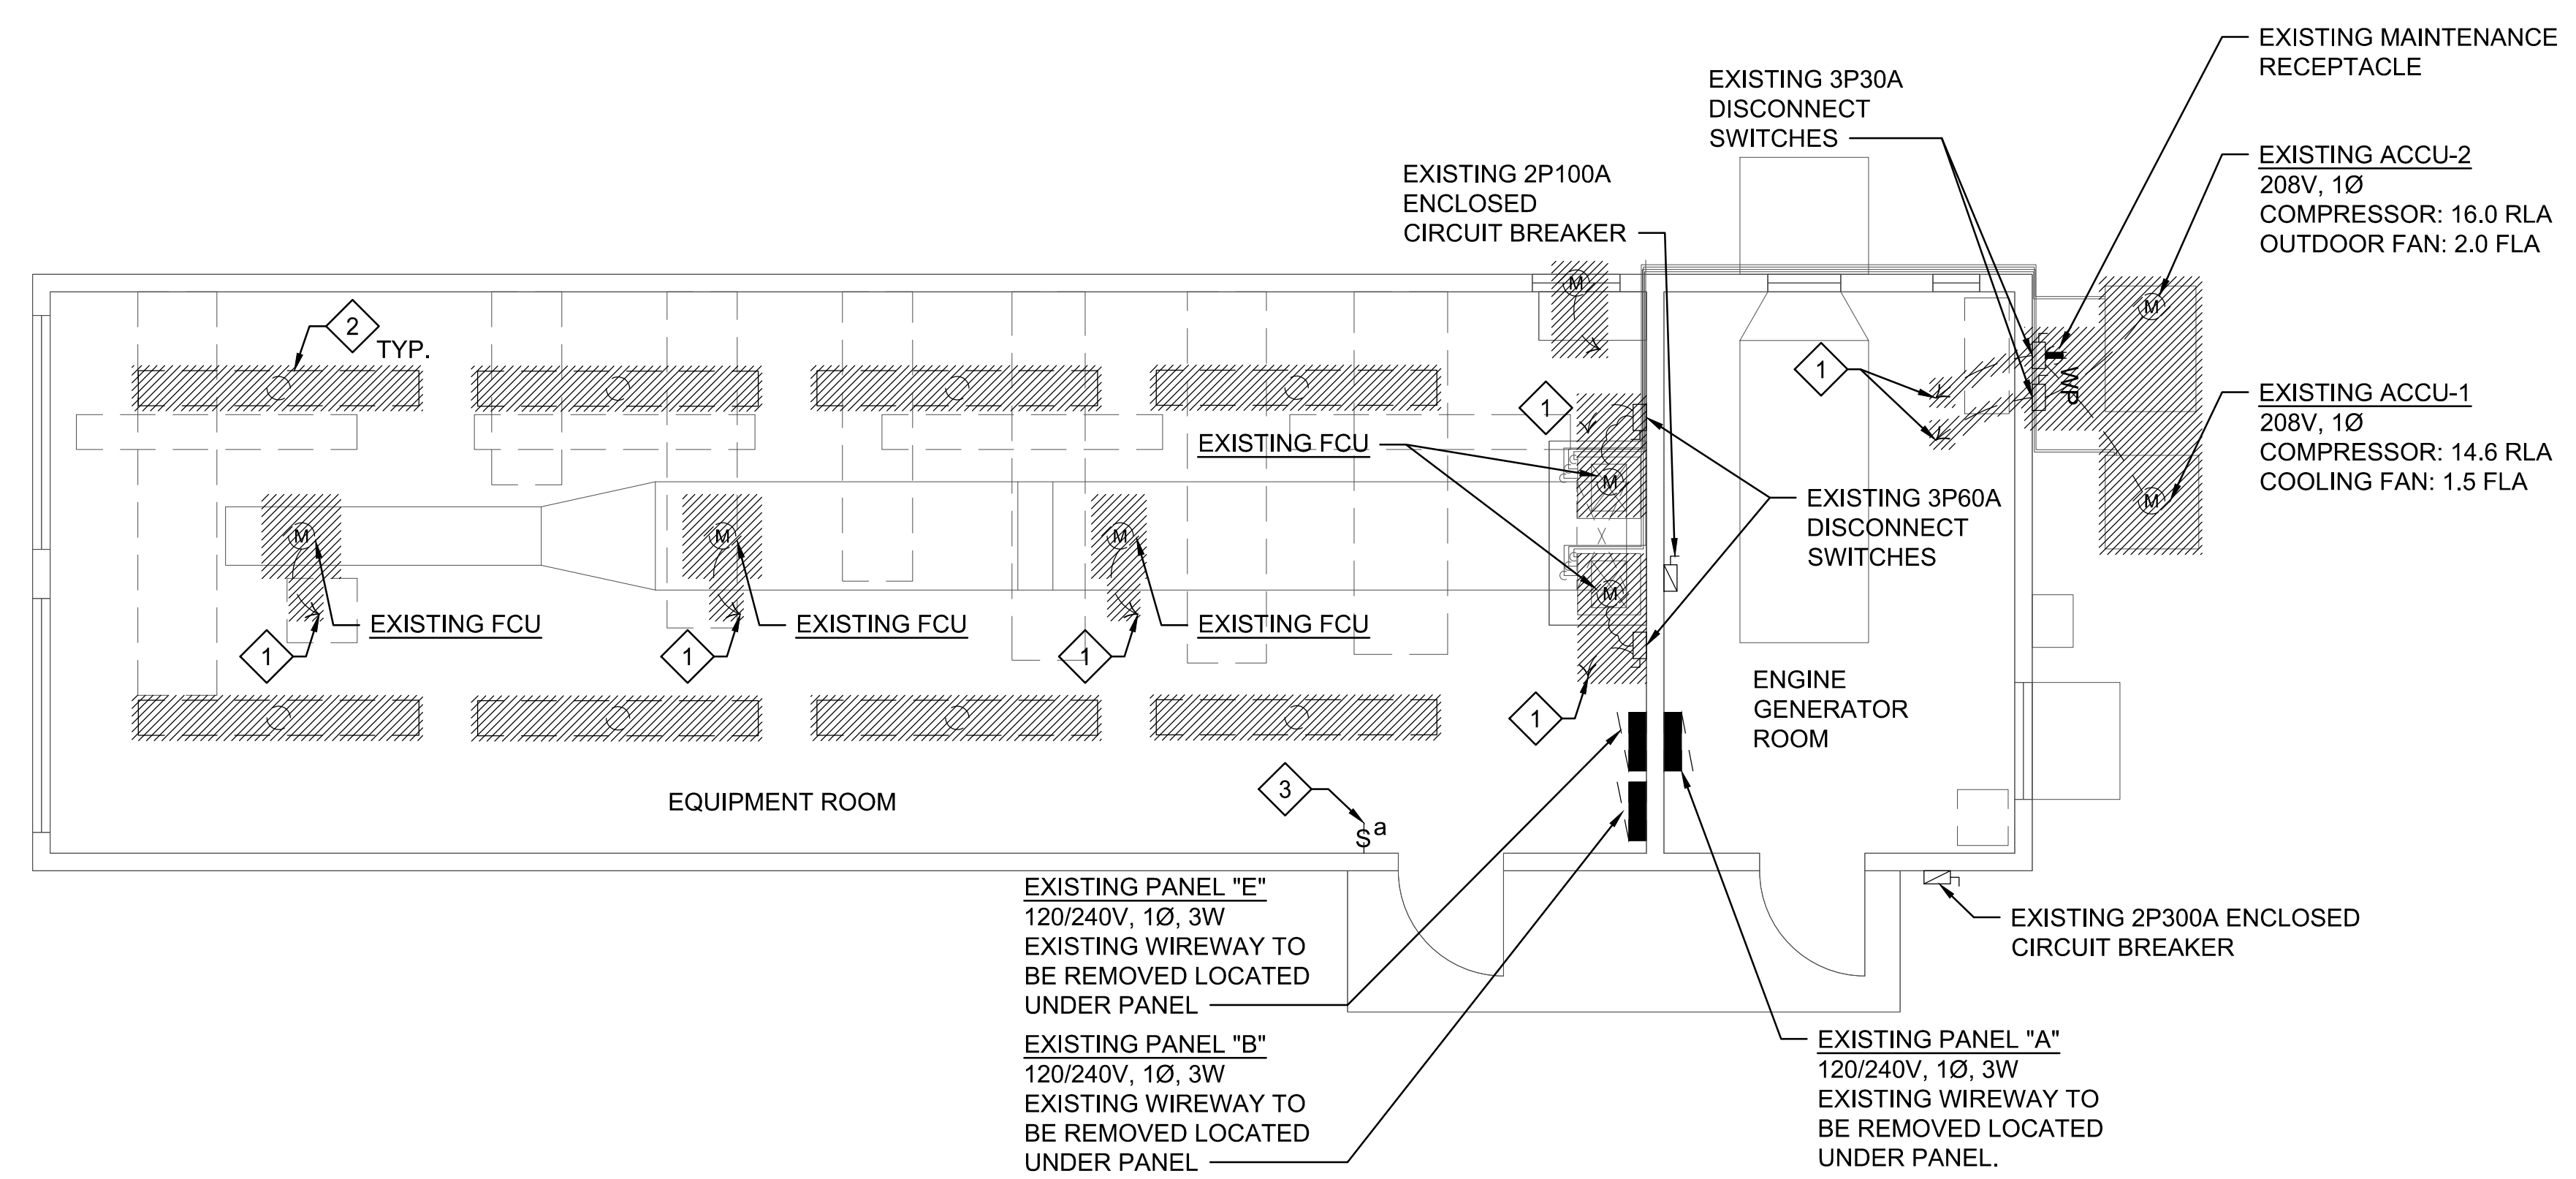 EXISTING MAINTENANCE
RECEPTACLE
EXISTING 3P30A
DISCONNECT
SWITCHES
EXISTING ACCU-2
208V, 1Ø
COMPRESSOR: 16.0 RLA
OUTDOOR FAN: 2.0 FLA
EXISTING 2P100A
ENCLOSED
CIRCUIT BREAKER
M
M
2
TYP.
1
WP
1
EXISTING ACCU-1
208V, 1Ø
COMPRESSOR: 14.6 RLA
COOLING FAN: 1.5 FLA
M
EXISTING FCU
M
EXISTING 3P60A
DISCONNECT
SWITCHES
M
M
M
M
EXISTING FCU
EXISTING FCU
EXISTING FCU
1
1
1
1
ENGINE
GENERATOR
ROOM
EQUIPMENT ROOM
3
S a
EXISTING PANEL "E"
120/240V, 1Ø, 3W
EXISTING WIREWAY TO
BE REMOVED LOCATED
UNDER PANEL
EXISTING 2P300A ENCLOSED
CIRCUIT BREAKER
EXISTING PANEL "B"
120/240V, 1Ø, 3W
EXISTING WIREWAY TO
BE REMOVED LOCATED
UNDER PANEL
EXISTING PANEL "A"
120/240V, 1Ø, 3W
EXISTING WIREWAY TO
BE REMOVED LOCATED
UNDER PANEL.